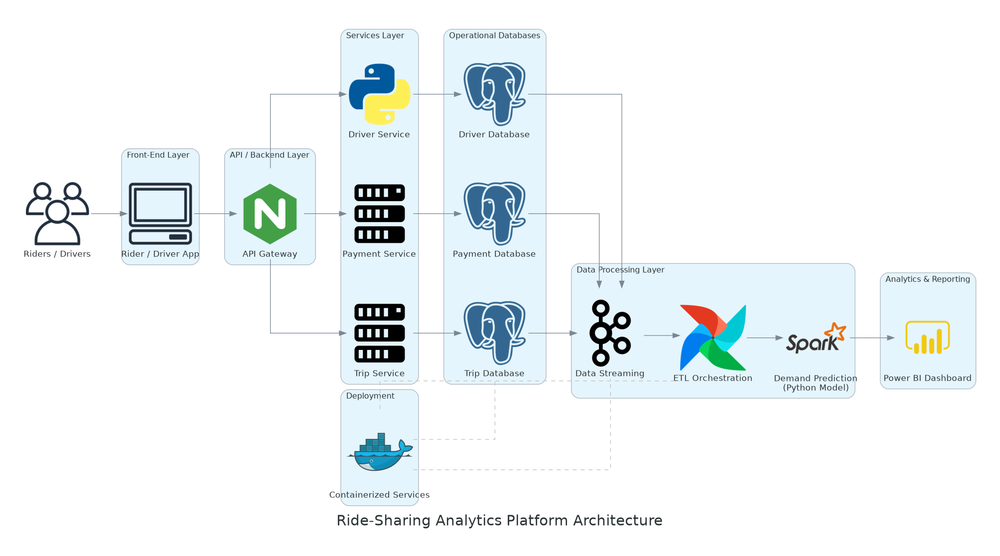 Services Layer
Operational Databases
Driver Service
Driver Database
Front-End Layer
API / Backend Layer
N
Riders / Drivers
Rider / Driver App
API Gateway
Payment Service
Payment Database
Data Processing Layer
Analytics & Reporting
Spark
Trip Service
Trip Database
Data Streaming
ETL Orchestration
Demand Prediction
(Python Model)
Power BI Dashboard
Deployment
Containerized Services
Ride-Sharing Analytics Platform Architecture